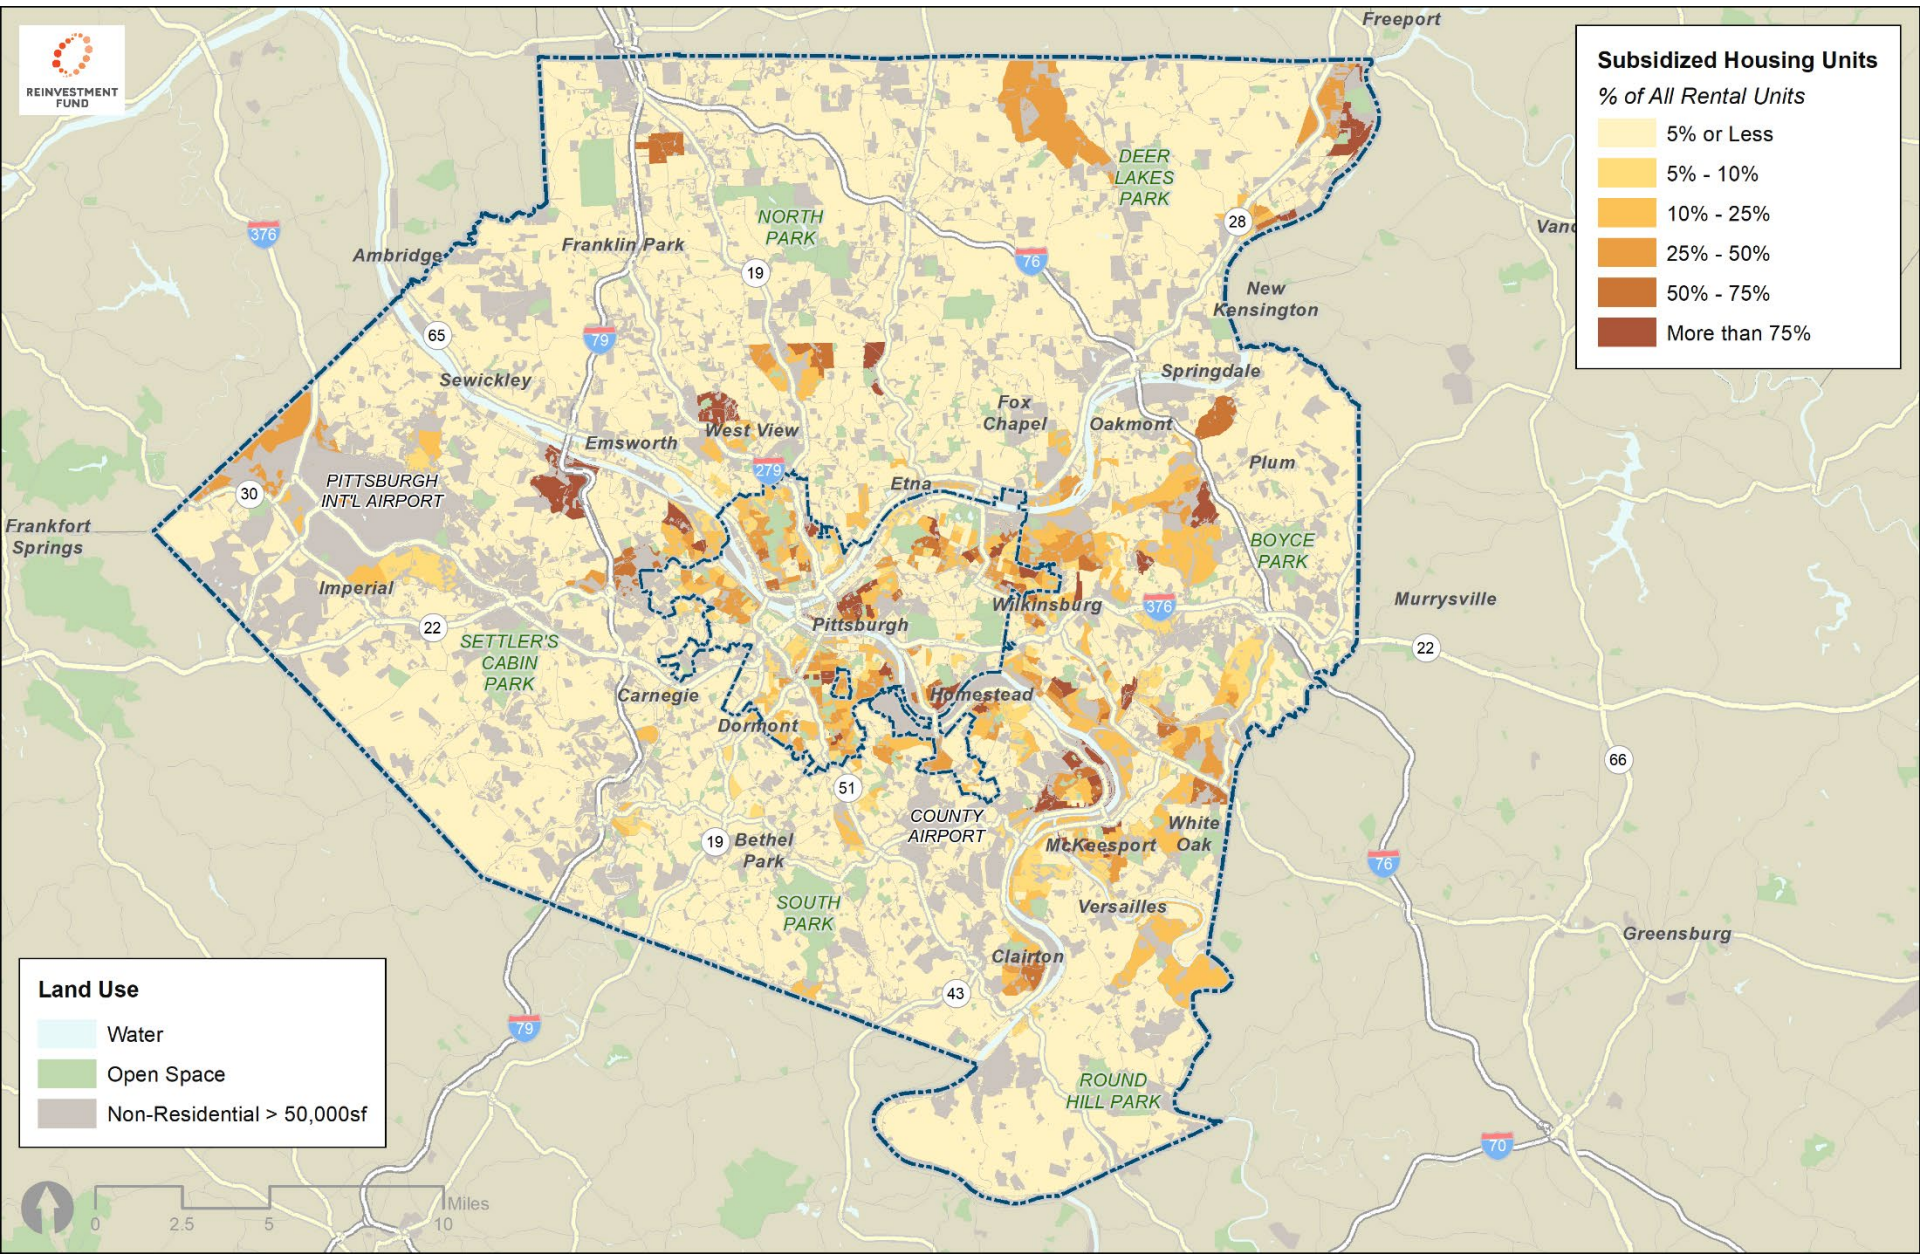 Freeport
REINVESTMENT
FUND
Subsidized Housing Units
% of All Rental Units
5% or Less
5% - 10%
10% - 25%
25% - 50%
50% - 75%
More than 75%
DEER
LAKES
PARK
376
28
NORTH
PARK
Vand
Franklin Park
Ambridge
76
19
New
Kensington
65
79
Springdale
Sewickley
Fox
Chapel
Oakmont
West View
Emsworth
279
Plum
PITTSBURGH
INT'L AIRPORT
Etna
30
Frankfort
Springs
BOYCE
PARK
Imperial
Wilkinsburg
376
Murrysville
22
Pittsburgh
22
SETTLER'S
CABIN
PARK
Carnegie
Homestead
Dormont
66
51
COUNTY
AIRPORT
White
Oak
19
Bethel
Park
McKeesport
76
SOUTH
PARK
Versailles
Greensburg
Clairton
43
Land Use
Water
Open Space
Non-Residential > 50,000sf
79
ROUND
HILL PARK
70
Miles
0
2.5
5
10